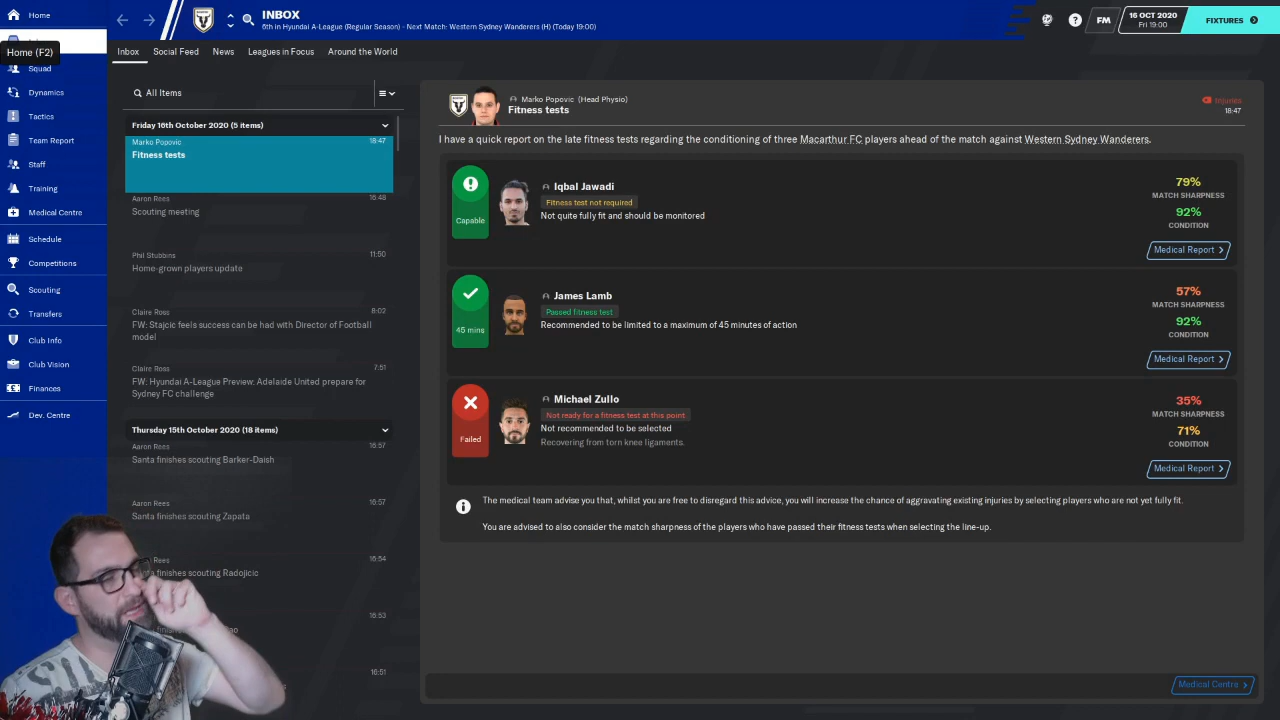 Home
INBOX
6th in Hyundai A-League (Regular Season) - Next Match: Western Sydney Wanderers (H) (Today 19:00)
FM
16 OCT 2020
Fri 19:00
FIXTURES
Home (F2)
Squad
Dynamics
Tactics
Team Report
Staff
Training
Medical Centre
Schedule
Competitions
Scouting
Transfers
Club Info
Club Vision
Finances
Dev. Centre
Inbox
Social Feed
News
Leagues in Focus
Around the World
All Items
Friday 16th October 2020 (5 items)
Marko Popovic 18:47
Fitness tests
Aaron Rees 16:48
Scouting meeting
Phil Stubbins 11:50
Home-grown players update
Claire Ross 8:02
FW: Stajcic feels success can be had with Director of Football
model
Claire Ross 7:51
FW: Hyundai A-League Preview: Adelaide United prepare for
Sydney FC challenge
Thursday 15th October 2020 (18 items)
Aaron Rees 16:57
Santa finishes scouting Barker-Daish
Aaron Rees 16:57
Santa finishes scouting Zapata
Rees 16:54
finishes scouting Radojicic
16:53
16:51
Marko Popovic (Head Physio)
Fitness tests
Injuries
18:47
I have a quick report on the late fitness tests regarding the conditioning of three Macarthur FC players ahead of the match against Western Sydney Wanderers.
Capable
Iqbal Jawadi
Fitness test not required
Not quite fully fit and should be monitored
79%
MATCH SHARPNESS
92%
CONDITION
Medical Report
45 mins
James Lamb
Passed fitness test
Recommended to be limited to a maximum of 45 minutes of action
57%
MATCH SHARPNESS
92%
CONDITION
Medical Report
Failed
Michael Zullo
Not ready for a fitness test at this point
Not recommended to be selected
Recovering from torn knee ligaments.
35%
MATCH SHARPNESS
71%
CONDITION
Medical Report
The medical team advise you that, whilst you are free to disregard this advice, you will increase the chance of aggravating existing injuries by selecting players who are not yet fully fit.
You are advised to also consider the match sharpness of the players who have passed their fitness tests when selecting the line-up.
Medical Centre